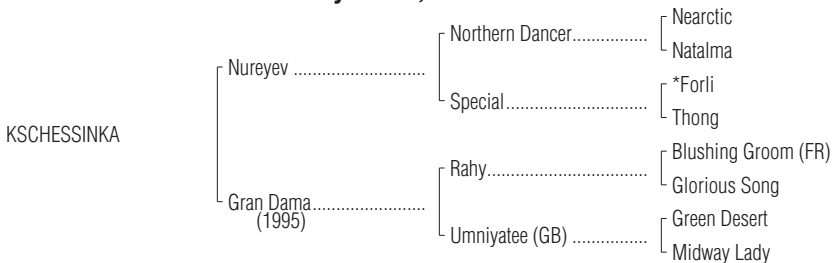 Nearctic
Northern Dancer..................
Natalma
Nureyev ............................
*Forli
Special...............................
Thong
KSCHESSINKA
Blushing Groom (FR)
Rahy...................................
Glorious Song
Gran Dama........................
(1995)
Green Desert
Umniyatee (GB) ................
Midway Lady